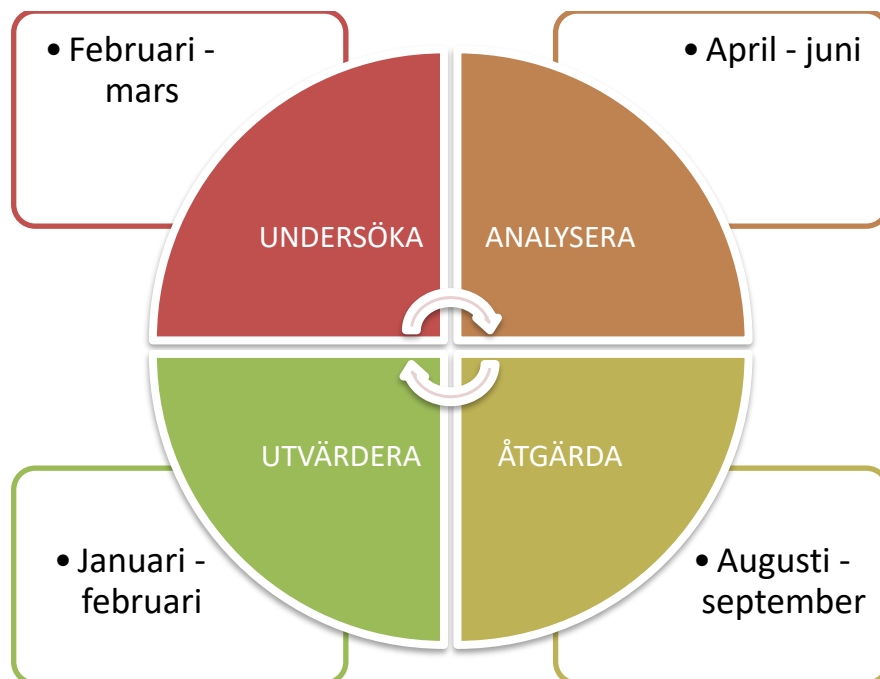 • Februari -
mars
• April - juni
UNDERSÖKA
ANALYSERA
UTVÄRDERA
ÅTGÄRDA
• Januari -
februari
• Augusti -
september